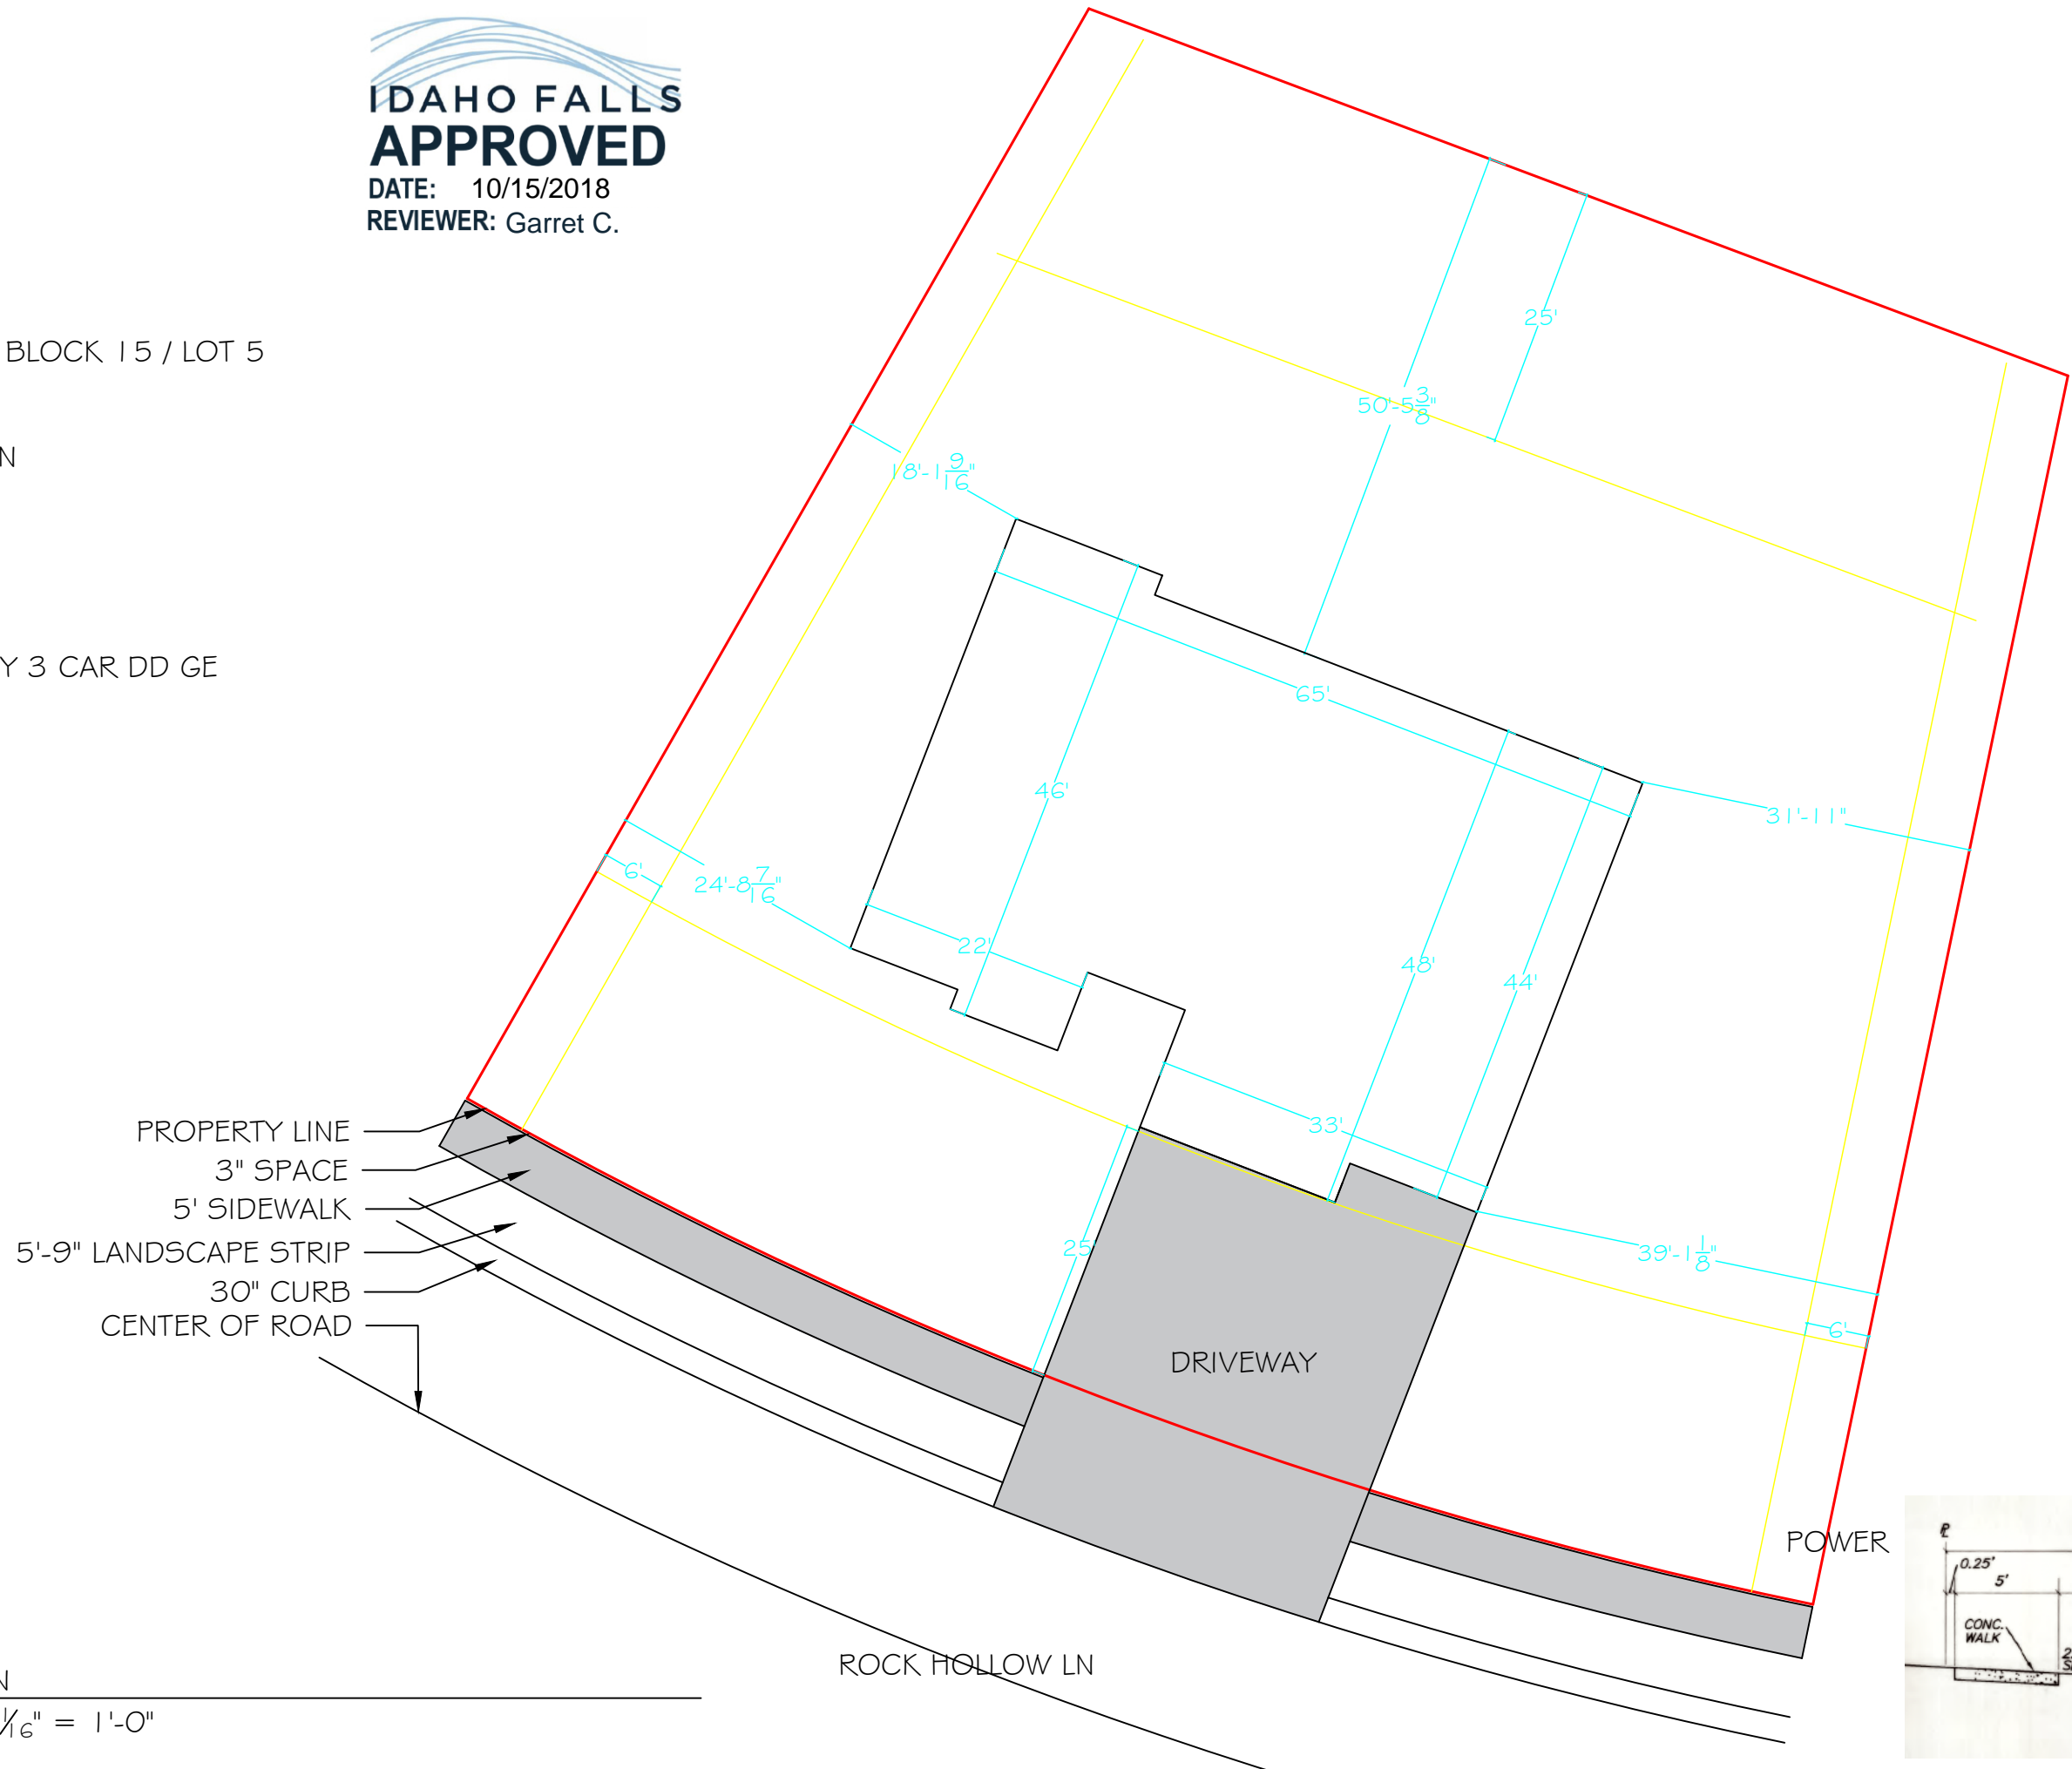 IDAHO FALLS
APPROVED
DATE: 10/15/2018
REVIEWER: Garret C.
BLOCK 15 / LOT 5
N
Y 3 CAR DD GE
25'
50'-5 3/8"
18'-1 9/16"
65'
46'
31'-11"
6'
24'-8 7/16"
22'
48'
44'
33'
25'
39'-1 1/8"
6'
PROPERTY LINE
3" SPACE
5' SIDEWALK
5'-9" LANDSCAPE STRIP
30" CURB
CENTER OF ROAD
DRIVEWAY
POWER
0.25'
5'
CONC.
WALK
ROCK HOLLOW LN
N
1/16" = 1'-0"